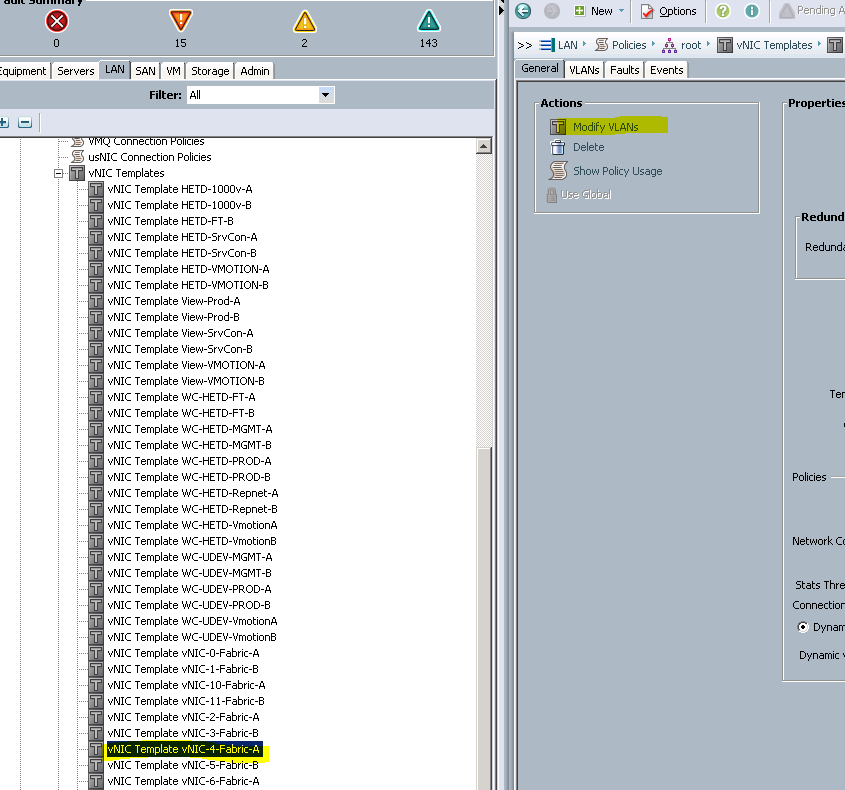 0 15 2 143
Equipment Servers LAN SAN VM Storage Admin
Filter: All
VMQ Connection Policies
usNIC Connection Policies
vNIC Templates
vNIC Template HETD-1000v-A
vNIC Template HETD-1000v-B
vNIC Template HETD-FT-B
vNIC Template HETD-SrvCon-A
vNIC Template HETD-SrvCon-B
vNIC Template HETD-VMOTION-A
vNIC Template HETD-VMOTION-B
vNIC Template View-Prod-A
vNIC Template View-Prod-B
vNIC Template View-SrvCon-A
vNIC Template View-SrvCon-B
vNIC Template View-VMOTION-A
vNIC Template View-VMOTION-B
vNIC Template WC-HETD-FT-A
vNIC Template WC-HETD-FT-B
vNIC Template WC-HETD-MGMT-A
vNIC Template WC-HETD-MGMT-B
vNIC Template WC-HETD-PROD-A
vNIC Template WC-HETD-PROD-B
vNIC Template WC-HETD-Repnet-A
vNIC Template WC-HETD-Repnet-B
vNIC Template WC-HETD-VmotionA
vNIC Template WC-HETD-VmotionB
vNIC Template WC-UDEV-MGMT-A
vNIC Template WC-UDEV-MGMT-B
vNIC Template WC-UDEV-PROD-A
vNIC Template WC-UDEV-PROD-B
vNIC Template WC-UDEV-VmotionA
vNIC Template WC-UDEV-VmotionB
vNIC Template vNIC-0-Fabric-A
vNIC Template vNIC-1-Fabric-B
vNIC Template vNIC-10-Fabric-A
vNIC Template vNIC-11-Fabric-B
vNIC Template vNIC-2-Fabric-A
vNIC Template vNIC-3-Fabric-B
vNIC Template vNIC-4-Fabric-A
vNIC Template vNIC-5-Fabric-B
vNIC Template vNIC-6-Fabric-A
New Options Pending A
>> LAN Policies root vNIC Templates
General VLANs Faults Events
Actions
Modify VLANs
Delete
Show Policy Usage
Use Global
Properties
Redund
Redunda
Ter
Policies
Network Co
Stats Thre
Connection
Dynam
Dynamic v